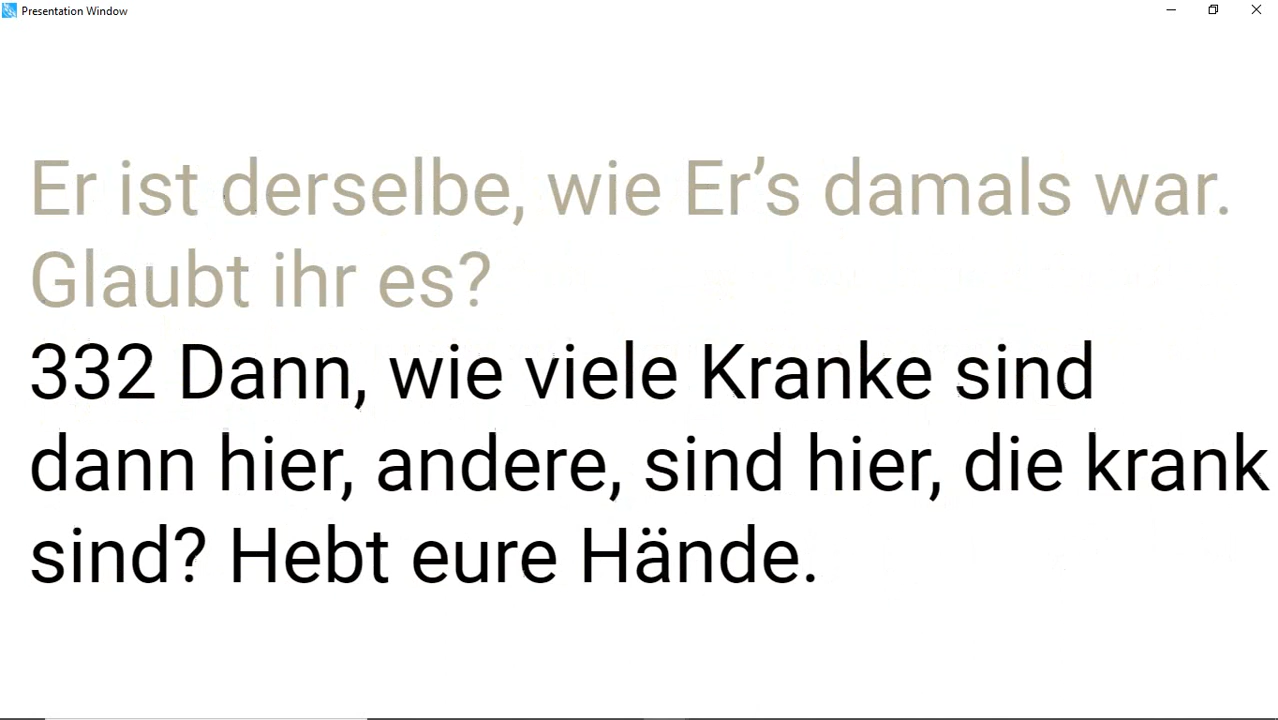 Presentation Window
Er ist derselbe, wie Er’s damals war.
Glaubt ihr es?
332 Dann, wie viele Kranke sind
dann hier, andere, sind hier, die krank
sind? Hebt eure Hände.